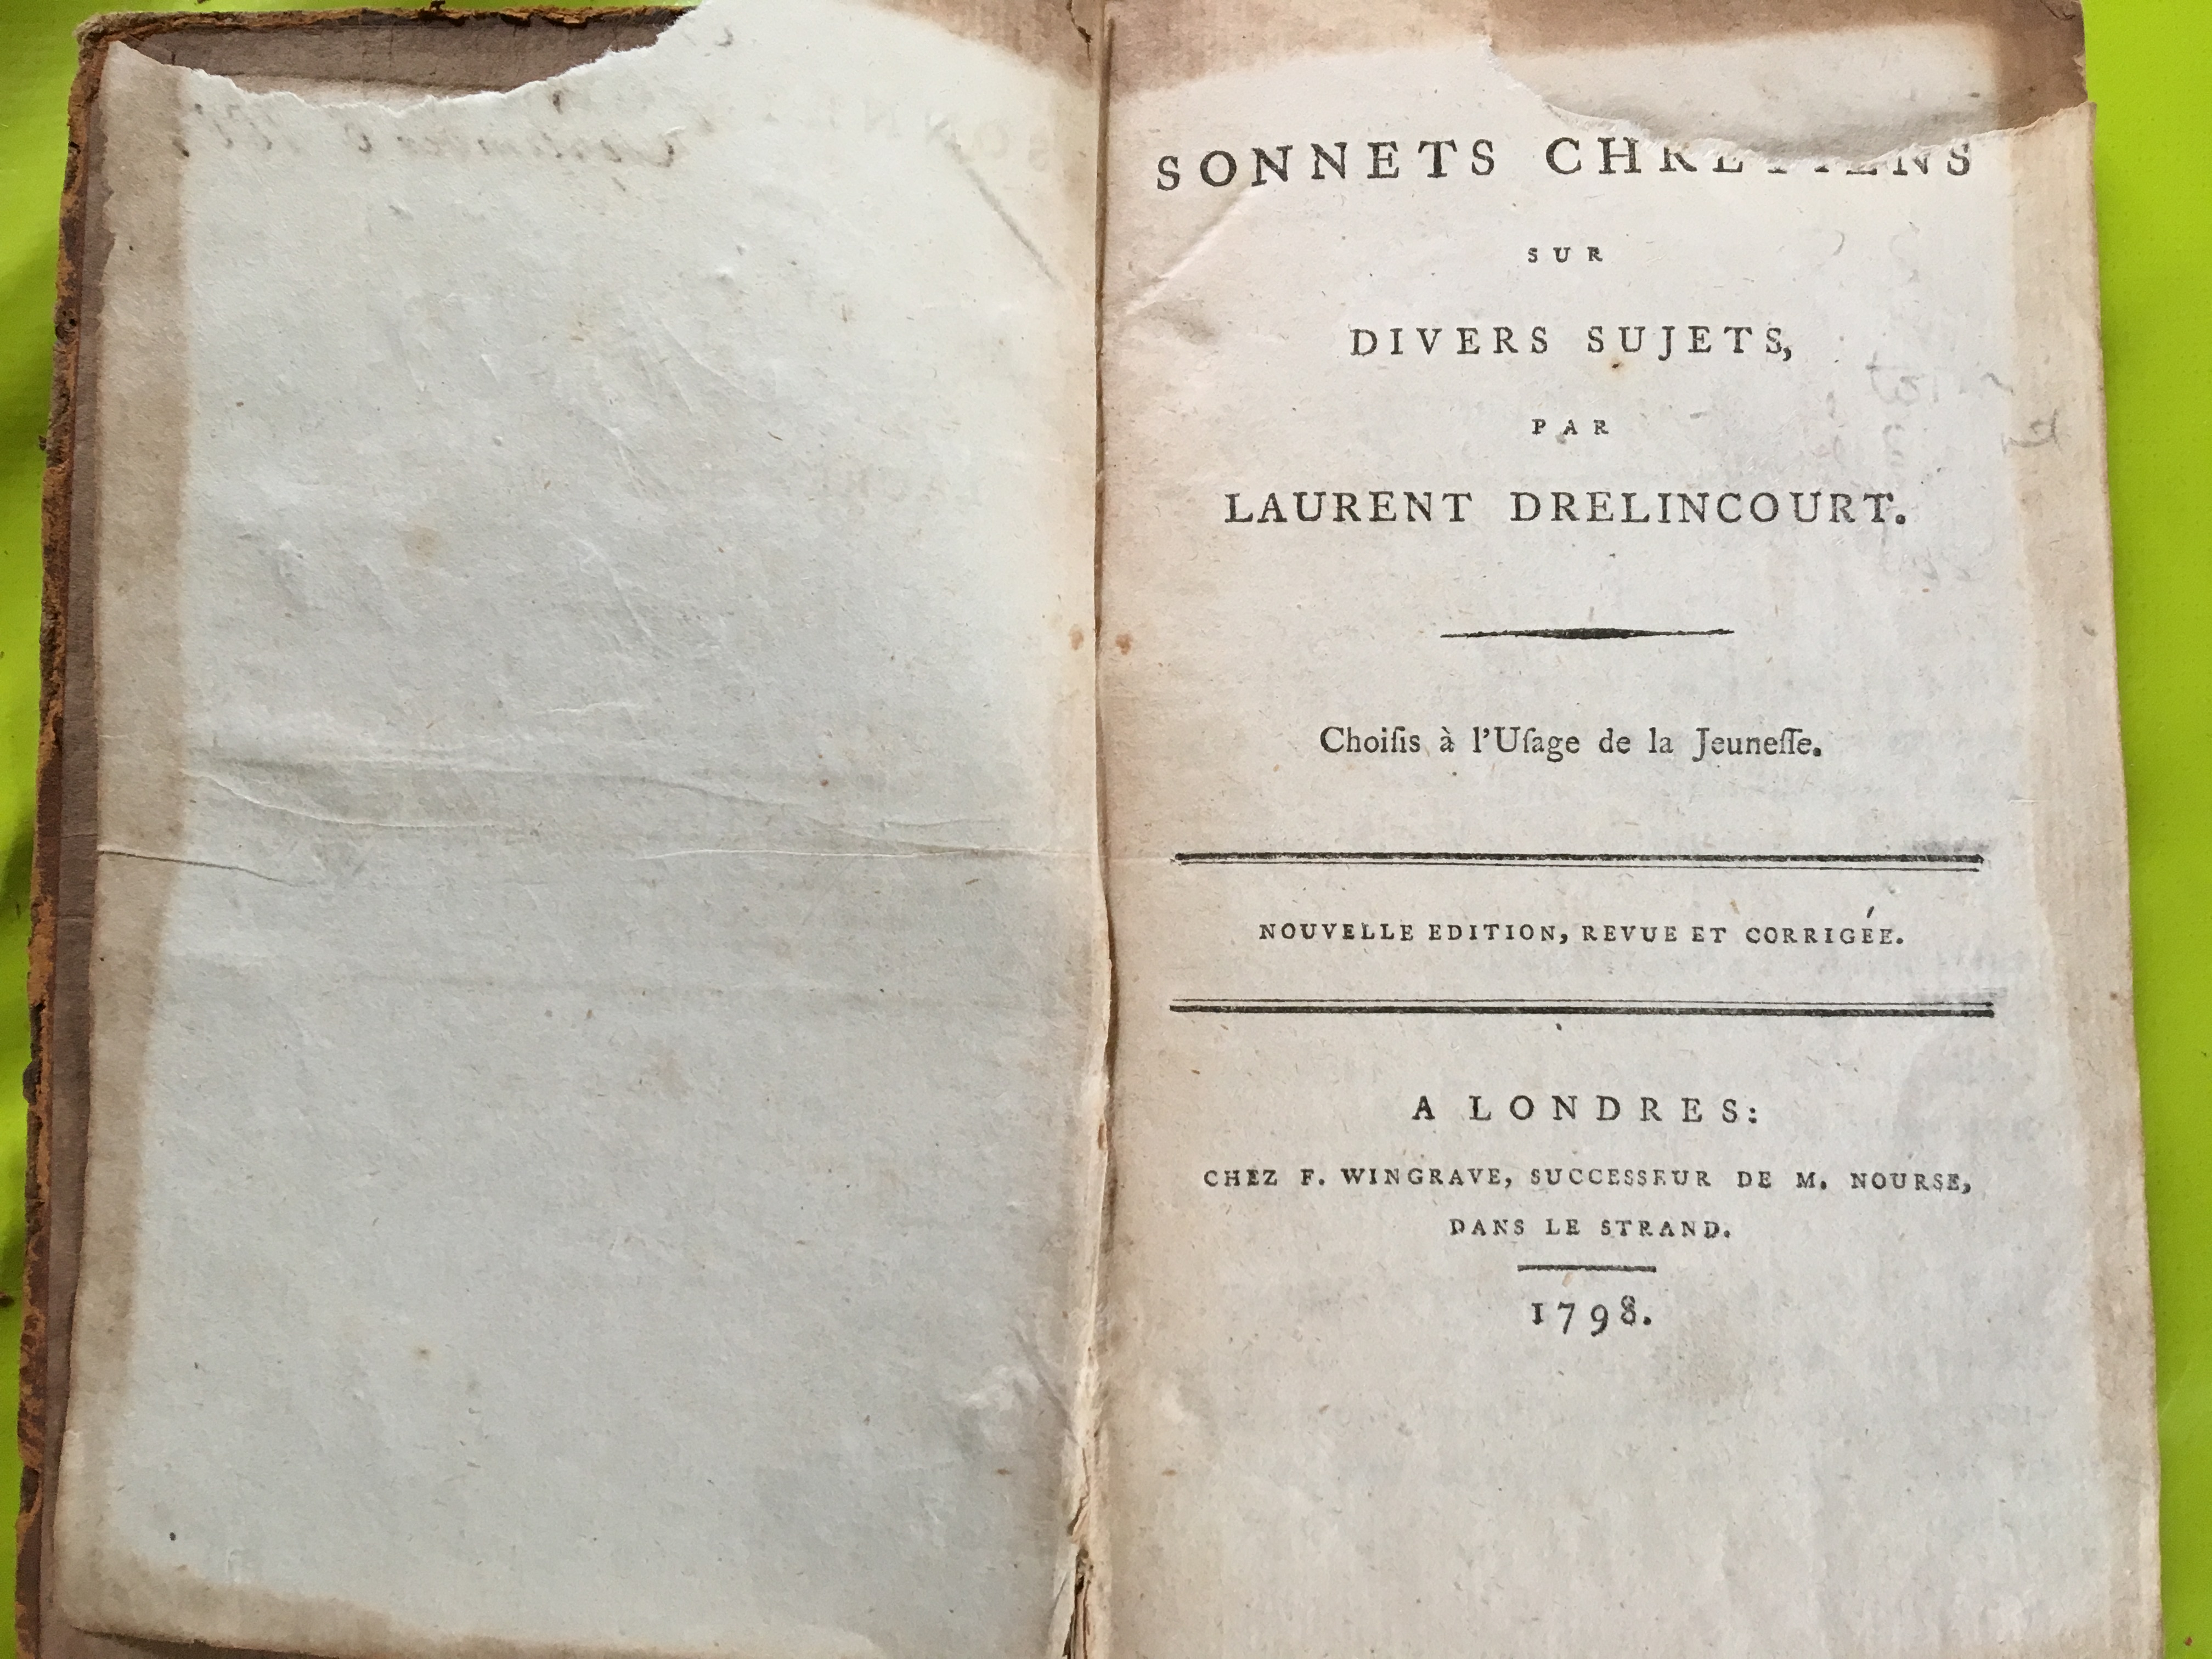 SONNETS CHRETIENS
SUR
DIVERS SUJETS,
PAR
LAURENT DRELINCOURT.
Choiſis à l'Uſage de la Jeuneſſe.
NOUVELLE EDITION, REVUE ET CORRIGÉE.
A LONDRES:
CHEZ F. WINGRAVE, SUCCESSEUR DE M. NOURSE,
DANS LE STRAND.
1798.